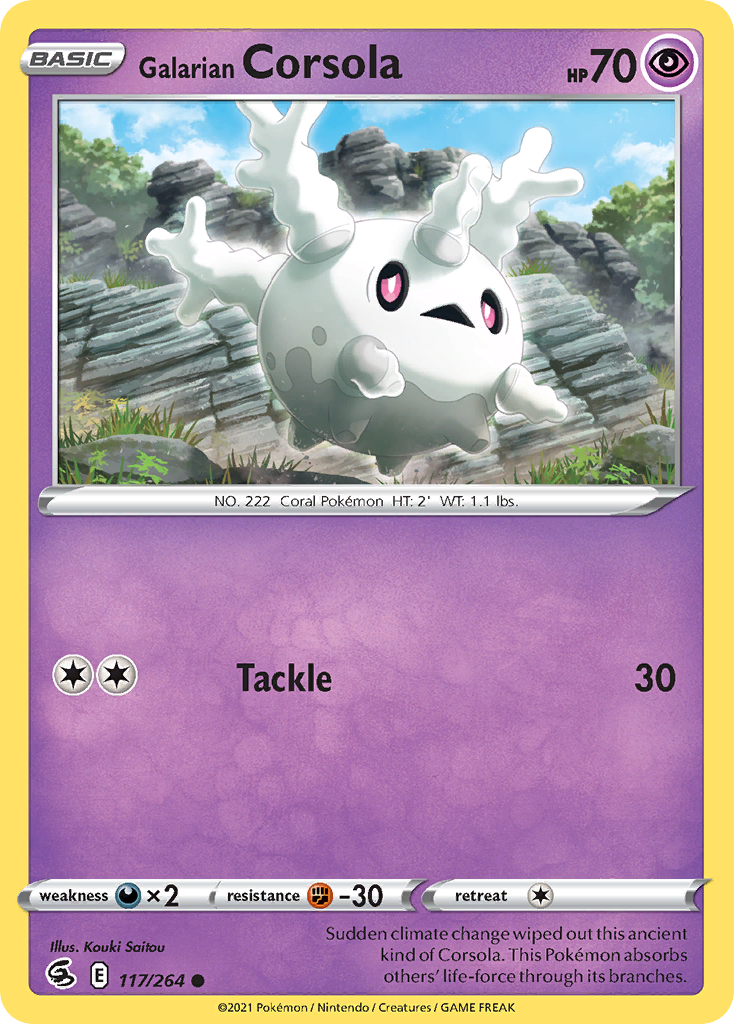 BASIC Galarian Corsola HP 70
NO. 222 Coral Pokémon HT: 2' WT: 1.1 lbs.
Tackle 30
weakness ×2 resistance -30 retreat
Illus. Kouki Saitou
Sudden climate change wiped out this ancient
kind of Corsola. This Pokémon absorbs
others' life-force through its branches.
E 117/264
©2021 Pokémon / Nintendo / Creatures / GAME FREAK